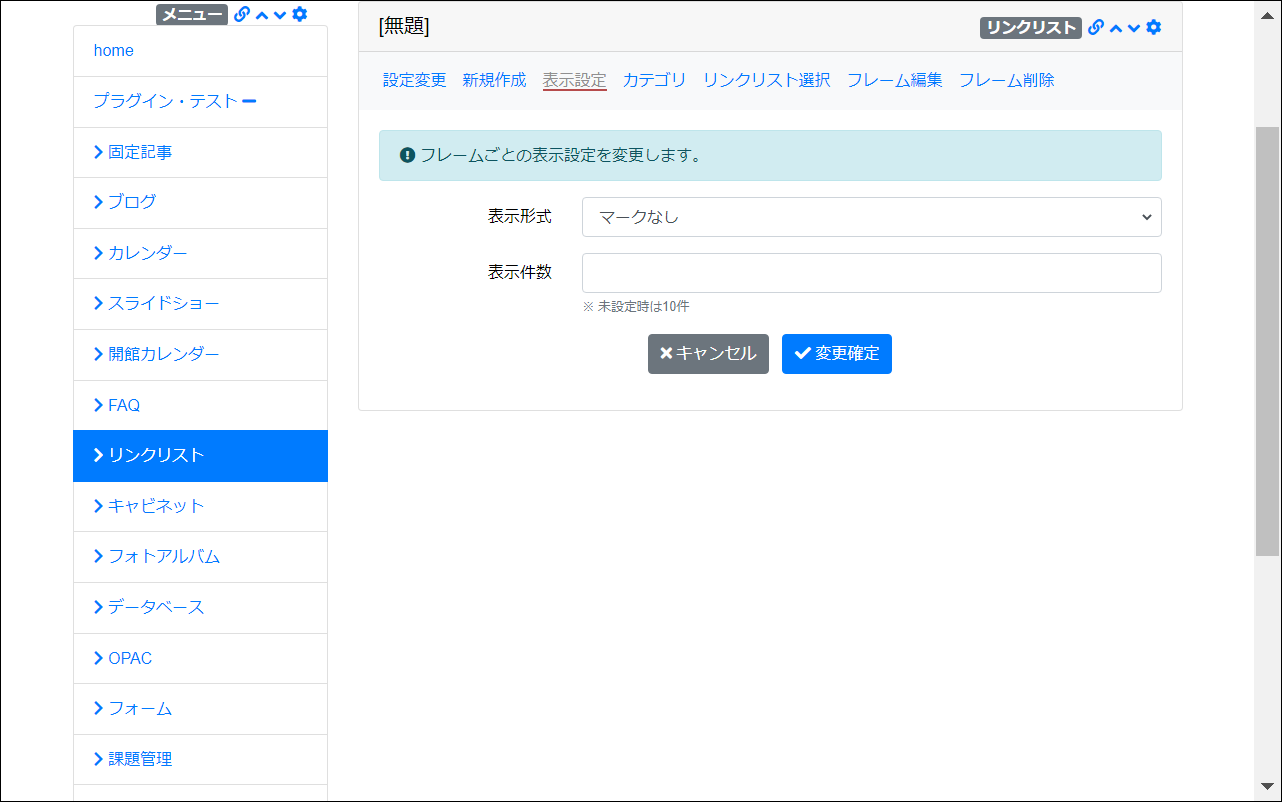 メニュー
home
プラグイン・テスト
固定記事
ブログ
カレンダー
スライドショー
開館カレンダー
FAQ
リンクリスト
キャビネット
フォトアルバム
データベース
OPAC
フォーム
課題管理
[無題] リンクリスト
設定変更 新規作成 表示設定 カテゴリ リンクリスト選択 フレーム編集 フレーム削除
フレームごとの表示設定を変更します。
表示形式 マークなし
表示件数
※ 未設定時は10件
キャンセル 変更確定